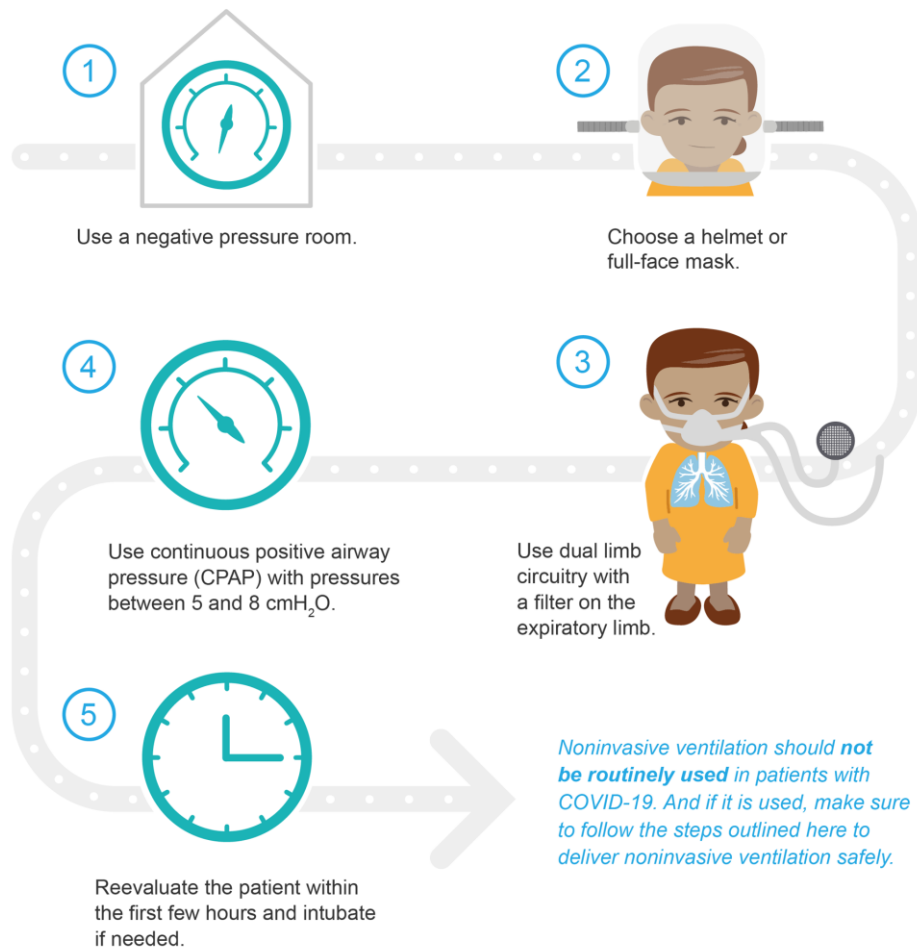 1
Use a negative pressure room.
2
Choose a helmet or
full-face mask.
3
Use dual limb
circuitry with
a filter on the
expiratory limb.
4
Use continuous positive airway
pressure (CPAP) with pressures
between 5 and 8 cmH₂O.
5
Reevaluate the patient within
the first few hours and intubate
if needed.
Noninvasive ventilation should not
be routinely used in patients with
COVID-19. And if it is used, make sure
to follow the steps outlined here to
deliver noninvasive ventilation safely.